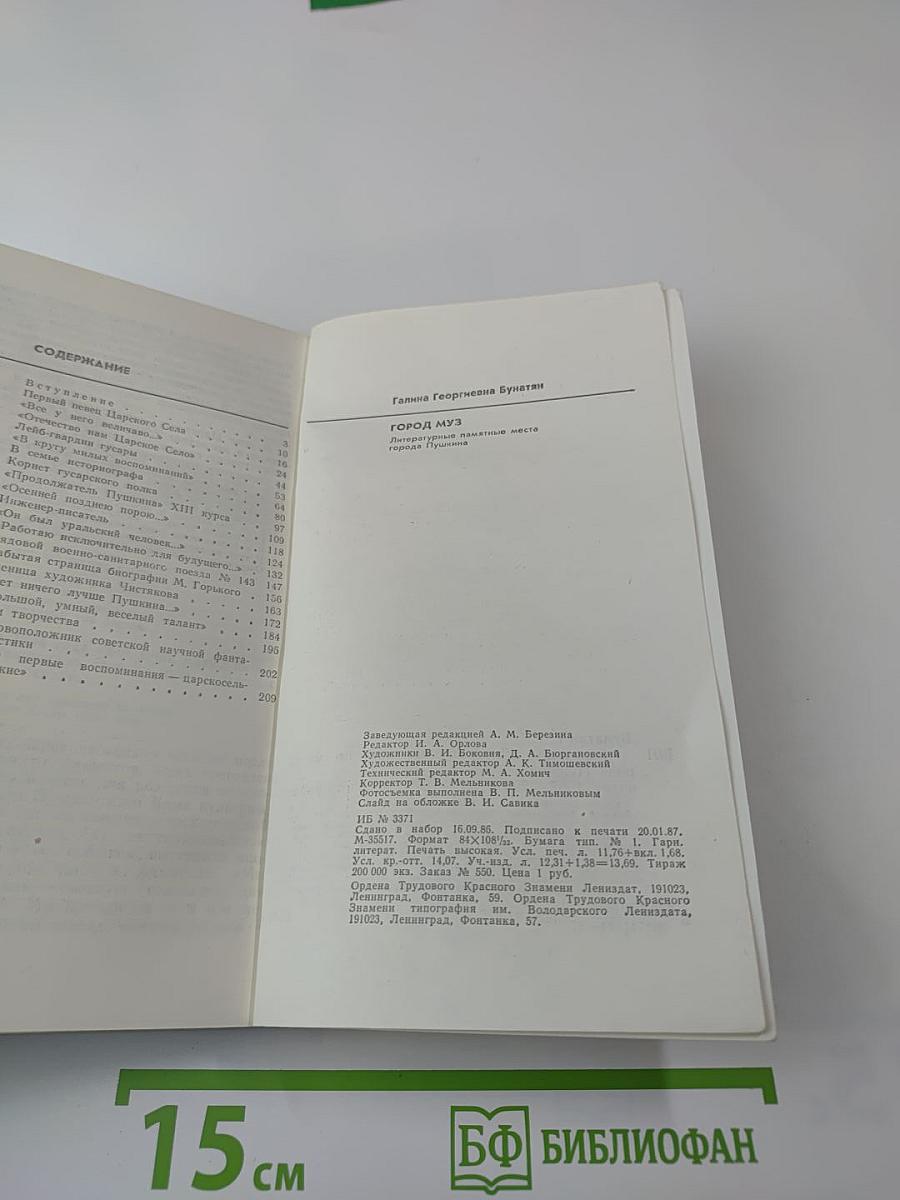 СОДЕРЖАНИЕ
Вступление . . . . . . . . 3
Первый певец Царского Села . . . . 10
«Все у него величаво...» . . . . 16
«Отечество нам Царское Село» . . . . 24
Лейб-гвардии гусары . . . . 44
«В кругу милых воспоминаний» . . . . 53
В семье историографа . . . . 64
Корнет гусарского полка . . . . 80
«Продолжатель Пушкина» XIII курса . . . 97
«Осенней позднею порою...» . . . . 109
Инженер-писатель . . . . 118
«Он был уральский человек...» . . . . 124
Работаю исключительно для будущего...» . 132
ядовой военно-санитарного поезда № 143 147
абытая страница биографии М. Горького . 156
еница художника Чистякова . . . . 163
ет ничего лучше Пушкина...» . . . . 172
льшой, умный, веселый талант» . . . 184
и творчества . . . . 195
овоположник советской научной фанта-
стики . . . . 202
первые воспоминания — царскосель-
кие» . . . . 209
Галина Георгиевна Бунатян
ГОРОД МУЗ
Литературные памятные места
города Пушкина
Заведующая редакцией А. М. Березина
Редактор И. А. Орлова
Художники В. И. Боковня, Д. А. Бюргановский
Художественный редактор А. К. Тимошевский
Технический редактор М. А. Хомич
Корректор Т. В. Мельникова
Фотосъемка выполнена В. П. Мельниковым
Слайд на обложке В. И. Савика
ИБ № 3371
Сдано в набор 16.09.86. Подписано к печати 20.01.87.
М-35517. Формат 84×108¹/₃₂. Бумага тип. № 1. Гарн.
литерат. Печать высокая. Усл. печ. л. 11,76+вкл. 1,68.
Усл. кр.-отт. 14,07. Уч.-изд. л. 12,31+1,38=13,69. Тираж
200 000 экз. Заказ № 550. Цена 1 руб.
Ордена Трудового Красного Знамени Лениздат, 191023,
Ленинград, Фонтанка, 59. Ордена Трудового Красного
Знамени типография им. Володарского Лениздата,
191023, Ленинград, Фонтанка, 57.
15 см
БФ БИБЛИОФАН